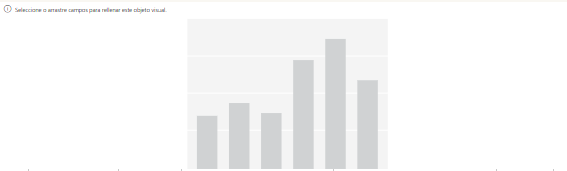 Seleccione o arrastre campos para rellenar este objeto visual.